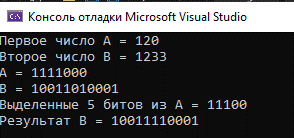 Консоль отладки Microsoft Visual Studio
Первое число A = 120
Второе число B = 1233
A = 1111000
B = 10011010001
Выделенные 5 битов из A = 11100
Результат B = 10011110001